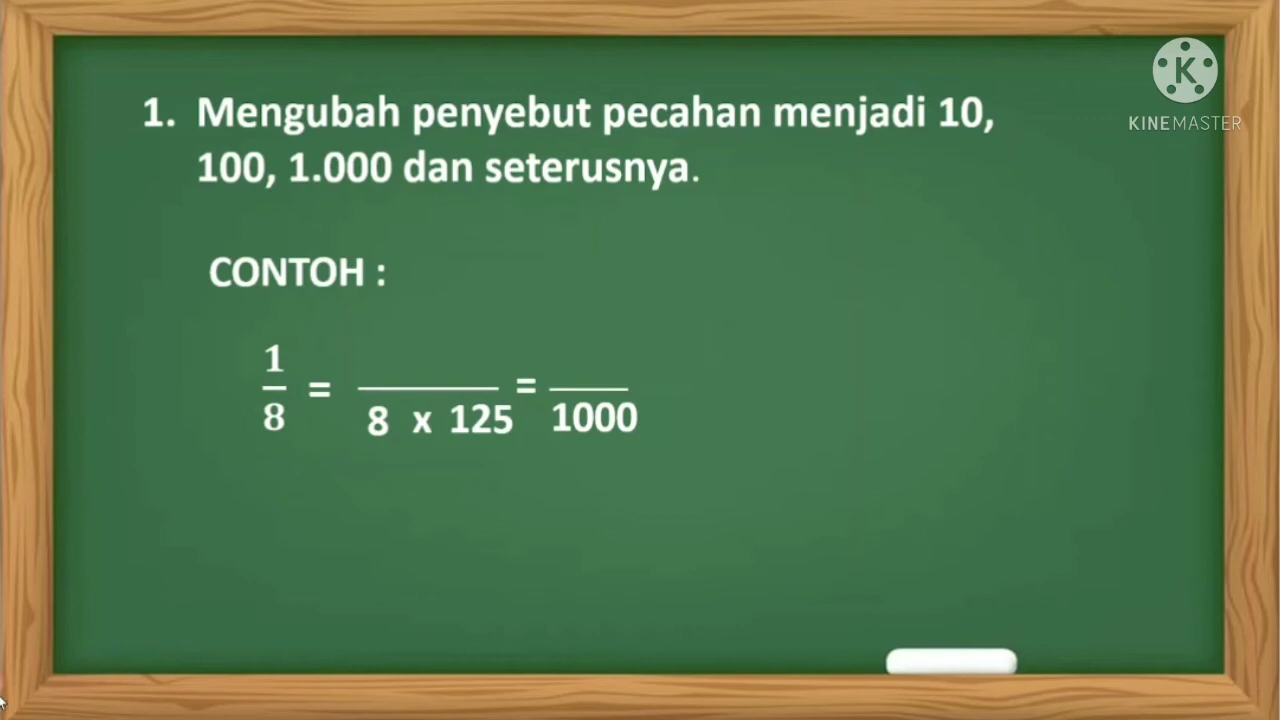 1. Mengubah penyebut pecahan menjadi 10,
100, 1.000 dan seterusnya.
K
KINEMASTER
CONTOH :
1
8
=
8 x 125
=
1000